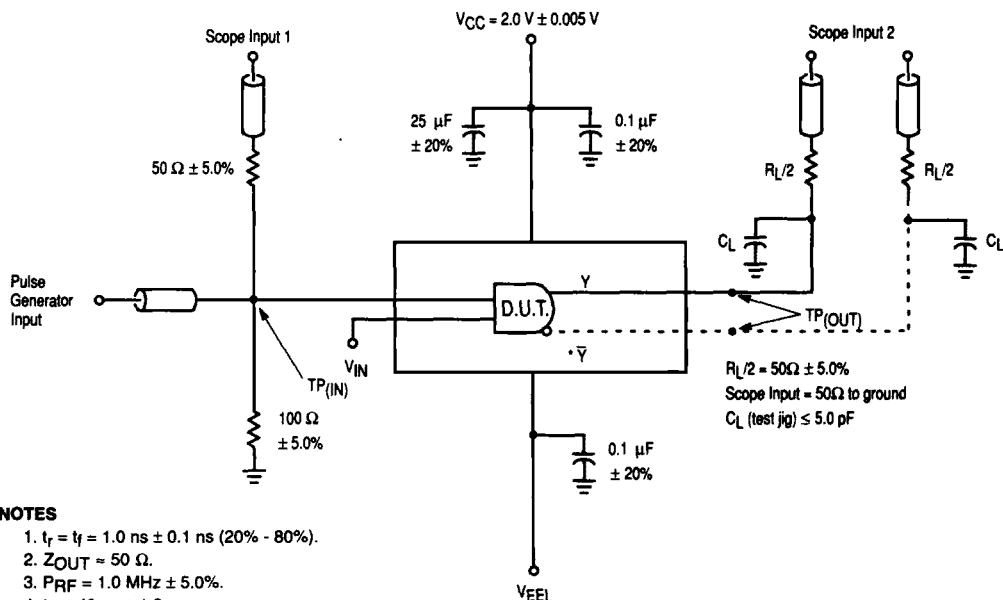 VCC = 2.0 V ± 0.005 V
Scope Input 1
Scope Input 2
25 µF
± 20%
0.1 µF
± 20%
50 Ω ± 5.0%
RL/2
RL/2
CL
CL
Pulse
Generator
Input
D.U.T.
Y
* Y̅
VIN
TP(IN)
TP(OUT)
RL/2 = 50Ω ± 5.0%
Scope Input = 50Ω to ground
CL (test jig) ≤ 5.0 pF
100 Ω
± 5.0%
0.1 µF
± 20%
VEEL
NOTES
1. tr = tf = 1.0 ns ± 0.1 ns (20% - 80%).
2. ZOUT ≈ 50 Ω.
3. PRF = 1.0 MHz ± 5.0%.